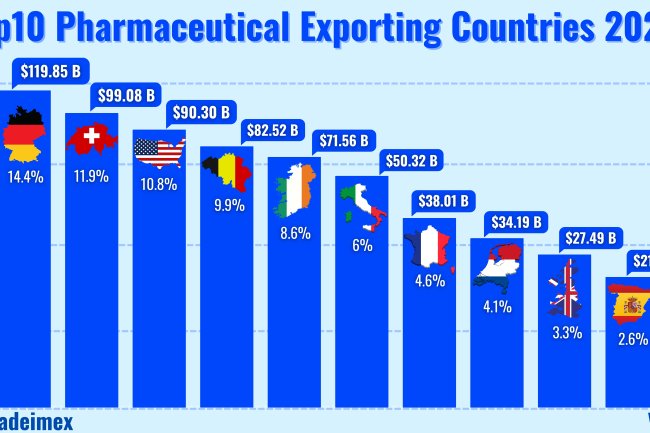 p10 Pharmaceutical Exporting Countries 202
$119.85 B
$99.08 B
$90.30 B
$82.52 B
$71.56 B
$50.32 B
$38.01 B
$34.19 B
$27.49 B
$21
14.4%
11.9%
10.8%
9.9%
8.6%
6%
4.6%
4.1%
3.3%
2.6%
adeimex